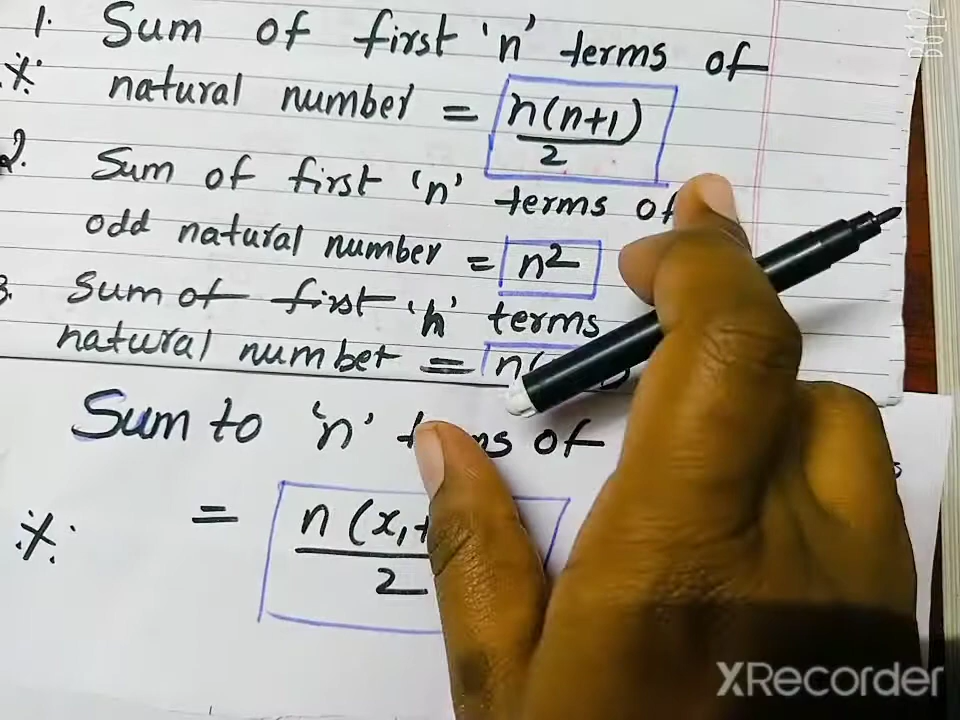 1. Sum of first 'n' terms of
natural number = n(n+1)
2
2. Sum of first 'n' terms of
odd natural number = n2
3. Sum of first 'n' terms
natural number = n(
Sum to 'n' of
= n (x1+
2
XRecorder